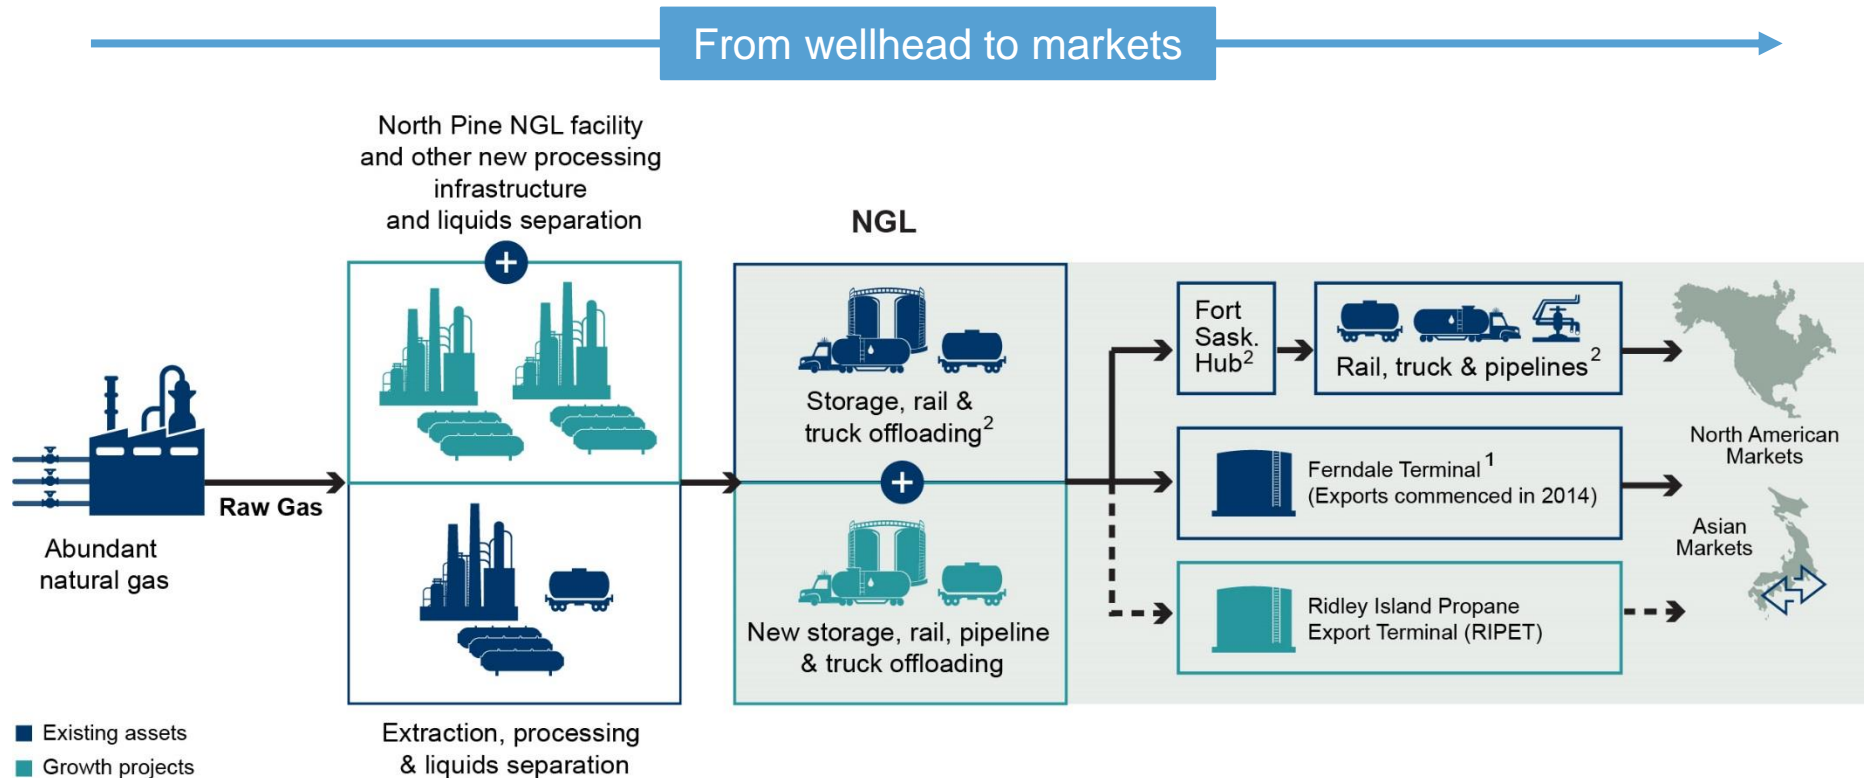 From wellhead to markets
North Pine NGL facility
and other new processing
infrastructure
and liquids separation
NGL
Abundant
natural gas
Raw Gas
Extraction, processing
& liquids separation
Storage, rail &
truck offloading2
New storage, rail, pipeline
& truck offloading
Fort
Sask.
Hub2
Rail, truck & pipelines2
North American
Markets
Ferndale Terminal1
(Exports commenced in 2014)
Asian
Markets
Ridley Island Propane
Export Terminal (RIPET)
Existing assets
Growth projects